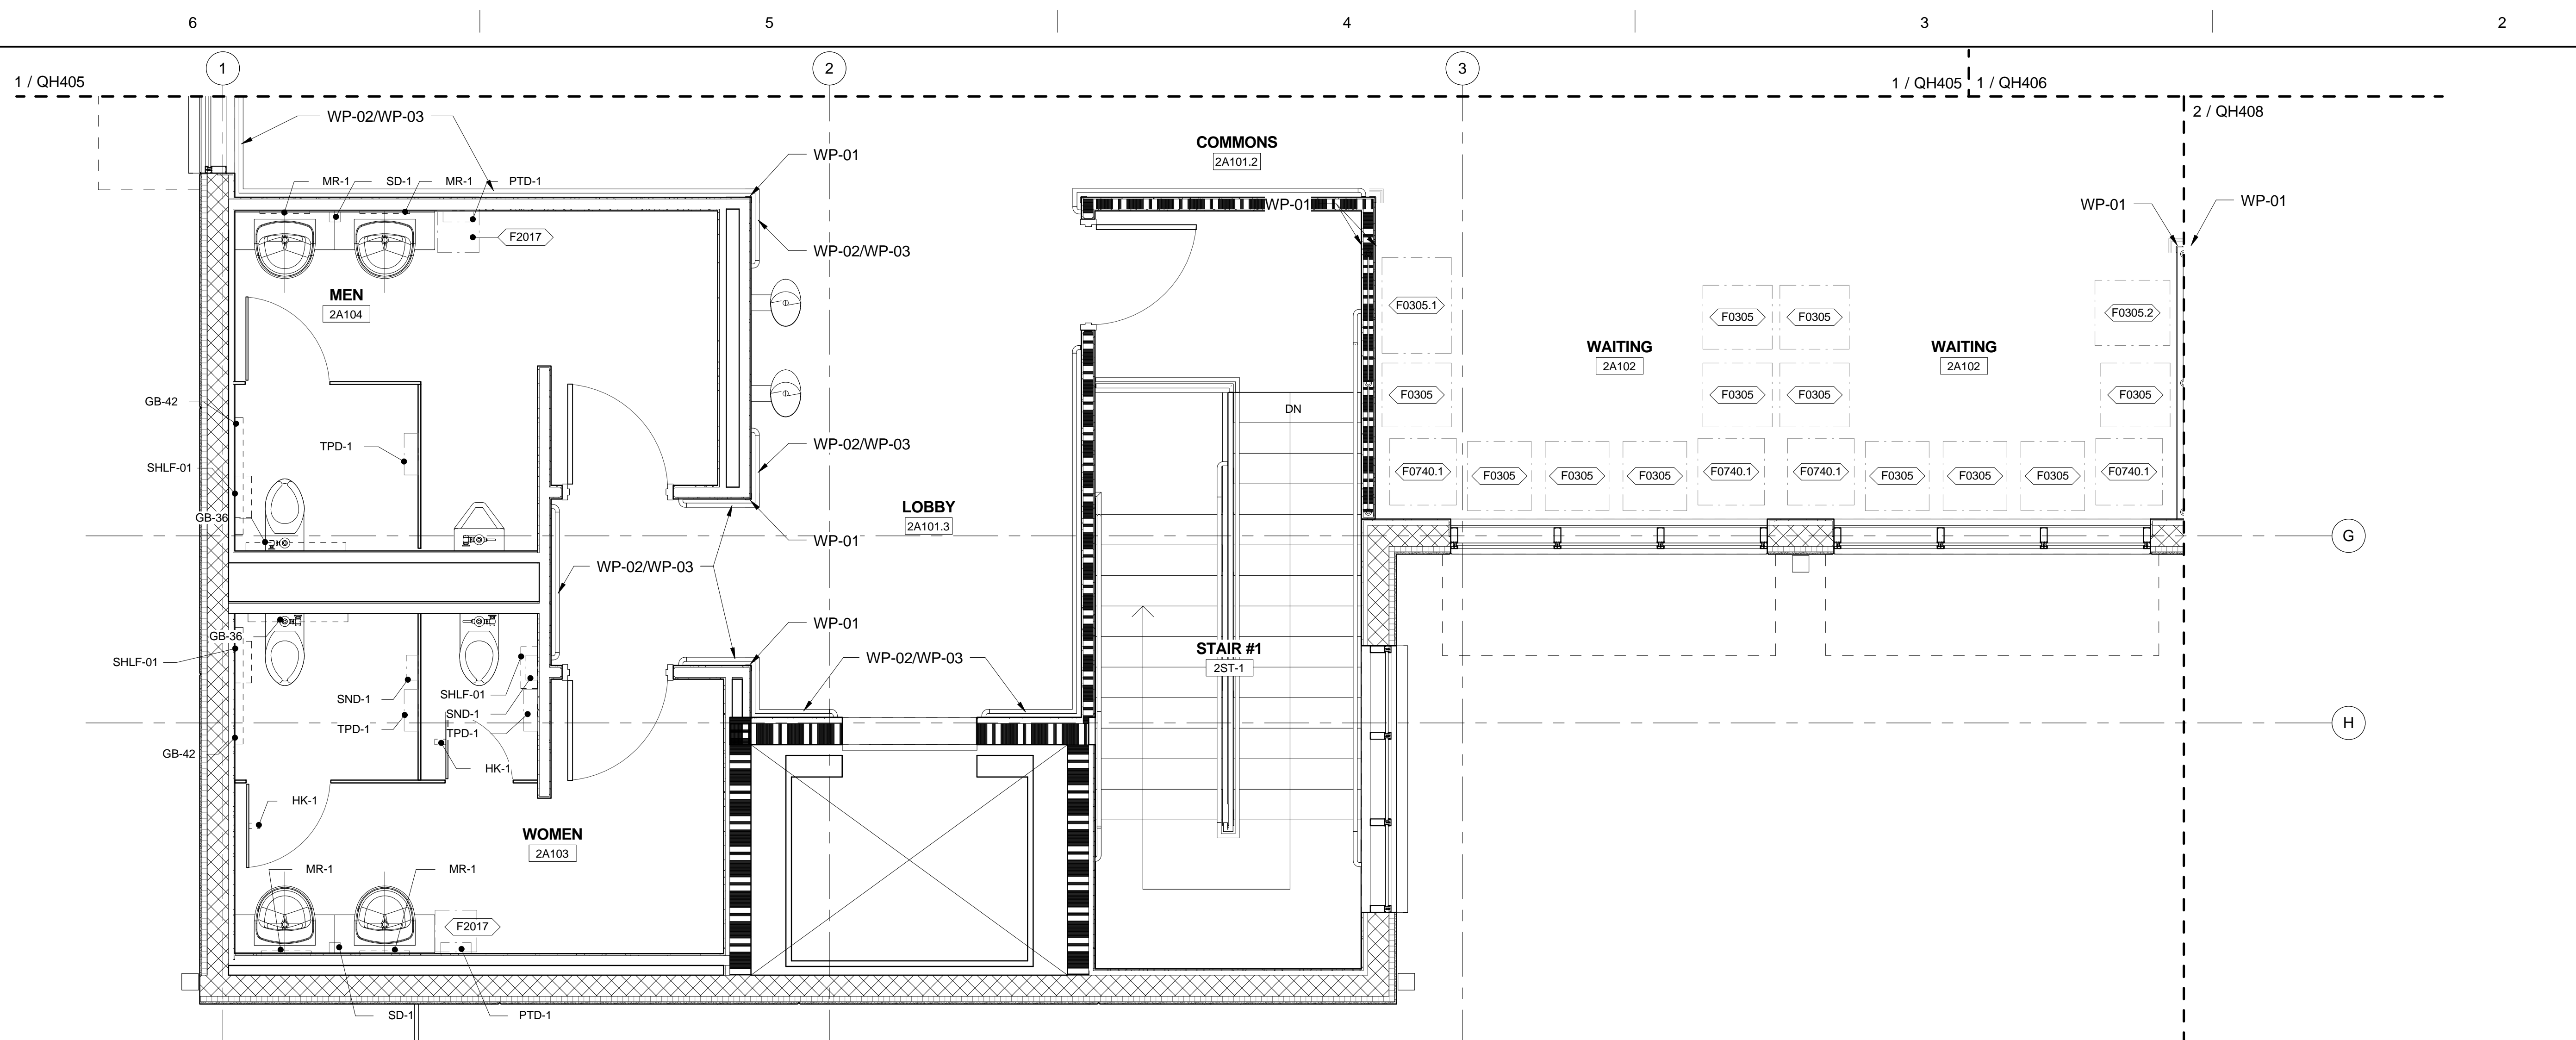 6 5 4 3 2
1 2 3
1 / QH405 1 / QH405 1 / QH406
2 / QH408
WP-02/WP-03
COMMONS
2A101.2
WP-01
MR-1 SD-1 MR-1 PTD-1
WP-01 WP-01 WP-01
F2017
WP-02/WP-03
MEN
2A104
F0305.1 F0305 F0305 F0305.2
WAITING WAITING
2A102 2A102
GB-42
F0305 F0305 F0305 F0305
DN
TPD-1
WP-02/WP-03
SHLF-01
F0740.1 F0305 F0305 F0305 F0740.1 F0740.1 F0305 F0305 F0305 F0740.1
LOBBY
2A101.3
GB-36
WP-01
G
WP-02/WP-03
WP-01
GB-36
STAIR #1
2ST-1
SHLF-01
WP-02/WP-03
SND-1
SHLF-01
SND-1
TPD-1
TPD-1
H
GB-42
HK-1
HK-1
WOMEN
2A103
MR-1 MR-1
F2017
SD-1 PTD-1